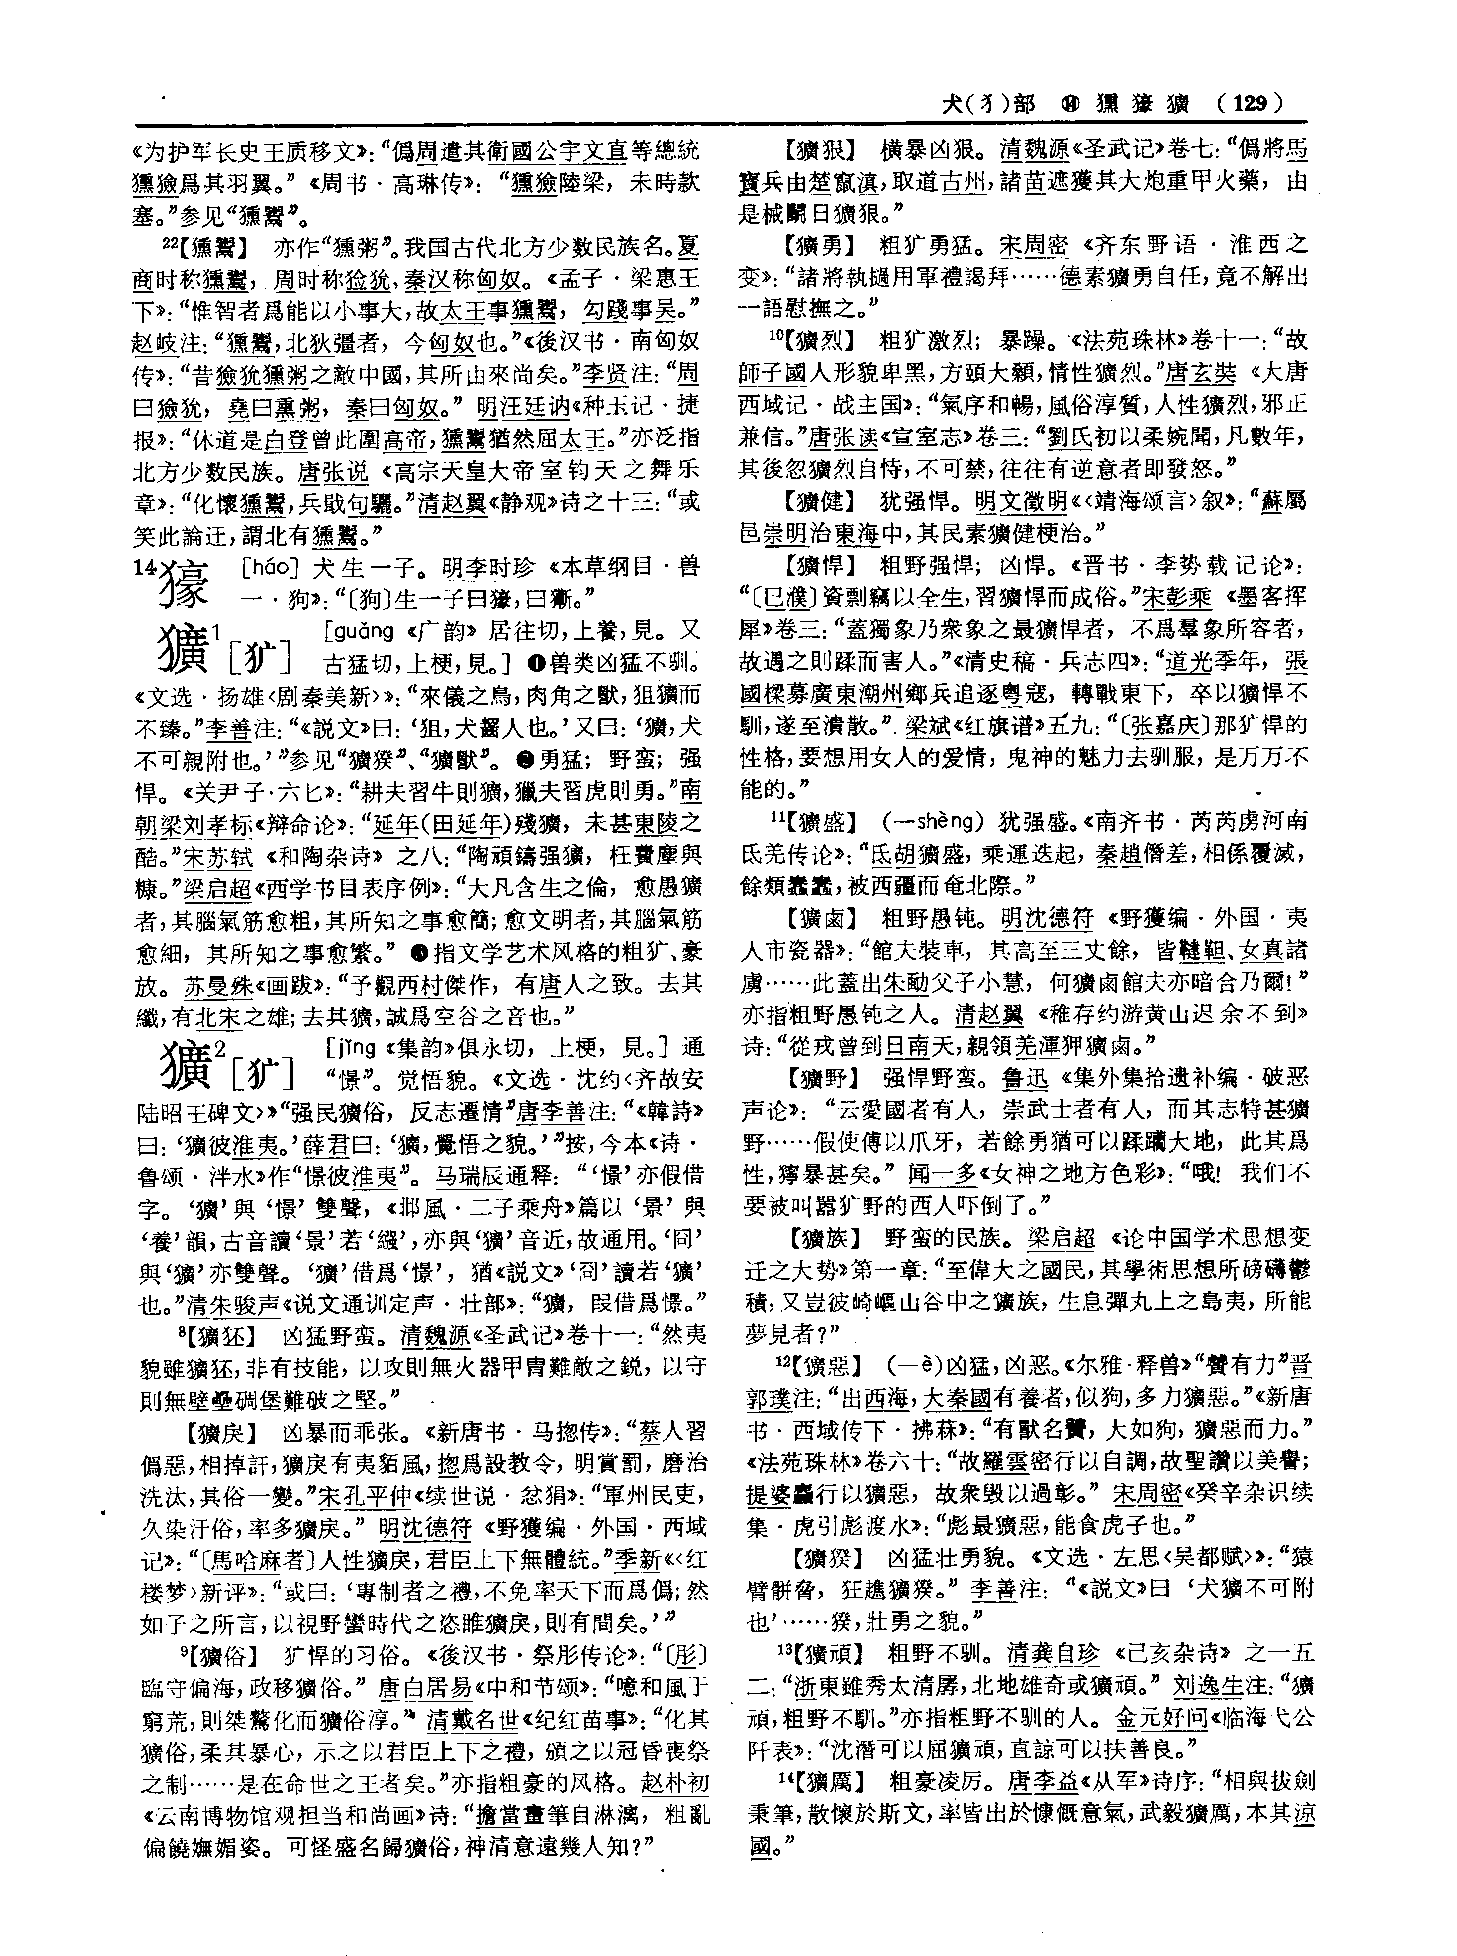 犬(犭)部 ⑭ 獯 獋 獷 (129)
《为护军长史王质移文》：“僞周遣其衛國公宇文直等總統
獯獫爲其羽翼。”《周书·高琳传》：“獯獫陸梁，未時款
塞。”参见“獯鬻”。
22【獯鬻】 亦作“獯粥”。我国古代北方少数民族名。夏
商时称獯鬻，周时称猃狁，秦汉称匈奴。《孟子·梁惠王
下》：“惟智者爲能以小事大，故太王事獯鬻，勾踐事吴。”
赵岐注：“獯鬻，北狄彊者，今匈奴也。”《後汉书·南匈奴
传》：“昔獫狁獯粥之敵中國，其所由來尚矣。”李贤注：“周
曰獫狁，堯曰熏粥，秦曰匈奴。”明汪廷讷《种玉记·捷
报》：“休道是白登曾此圍高帝，獯鬻猶然屈太王。”亦泛指
北方少数民族。唐张说《高宗天皇大帝室钧天之舞乐
章》：“化懷獯鬻，兵戢句驪。”清赵翼《静观》诗之十三：“或
笑此論迂，謂北有獯鬻。”
14獋 [háo] 犬生一子。明李时珍《本草纲目·兽
一·狗》：“〔狗〕生一子曰獋，曰獑。”
獷1[犷] [guǎng《广韵》居往切，上養，見。又
古猛切，上梗，見。] ❶兽类凶猛不驯。
《文选·扬雄〈剧秦美新〉》：“來儀之鳥，肉角之獸，狙獷而
不臻。”李善注：“《説文》曰：‘狙，犬齧人也。’又曰：‘獷，犬
不可親附也。’”参见“獷猤”、“獷獸”。 ❷勇猛；野蛮；强
悍。《关尹子·六匕》：“耕夫習牛則獷，獵夫習虎則勇。”南
朝梁刘孝标《辩命论》：“延年(田延年)殘獷，未甚東陵之
酷。”宋苏轼《和陶杂诗》之八：“陶頑鑄强獷，枉費塵與
糠。”梁启超《西学书目表序例》：“大凡含生之倫，愈愚獷
者，其腦氣筋愈粗，其所知之事愈簡；愈文明者，其腦氣筋
愈細，其所知之事愈繁。” ❸指文学艺术风格的粗犷、豪
放。苏曼殊《画跋》：“予觀西村傑作，有唐人之致。去其
纖，有北宋之雄；去其獷，誠爲空谷之音也。”
獷2[犷] [jǐng《集韵》俱永切，上梗，見。] 通
“憬”。觉悟貌。《文选·沈约〈齐故安
陆昭王碑文〉》“强民獷俗，反志遷情”唐李善注：“《韓詩》
曰：‘獷彼淮夷。’薛君曰：‘獷，覺悟之貌。’”按，今本《诗·
鲁颂·泮水》作“憬彼淮夷”。马瑞辰通释：“‘憬’亦假借
字。‘獷’與‘憬’雙聲，《邶風·二子乘舟》篇以‘景’與
‘養’韻，古音讀‘景’若‘繈’，亦與‘獷’音近，故通用。‘冏’
與‘獷’亦雙聲。‘獷’借爲‘憬’，猶《説文》‘冏’讀若‘獷’
也。”清朱骏声《说文通训定声·壮部》：“獷，叚借爲憬。”
8【獷狉】 凶猛野蛮。清魏源《圣武记》卷十一：“然夷
貌雖獷狉，非有技能，以攻則無火器甲胄難敵之鋭，以守
則無壁壘碉堡難破之堅。”
【獷戾】 凶暴而乖张。《新唐书·马揔传》：“蔡人習
僞惡，相掉訐，獷戾有夷貊風，揔爲設教令，明賞罰，磨治
洗汰，其俗一變。”宋孔平仲《续世说·忿狷》：“軍州民吏，
久染汙俗，率多獷戾。”明沈德符《野獲编·外国·西域
记》：“〔馬哈麻者〕人性獷戾，君臣上下無體統。”季新《〈红
楼梦〉新评》：“或曰：‘專制者之禮，不免率天下而爲僞；然
如子之所言，以視野蠻時代之恣雎獷戾，則有間矣。’”
9【獷俗】 犷悍的习俗。《後汉书·祭肜传论》：“〔肜〕
臨守偏海，政移獷俗。”唐白居易《中和节颂》：“噫和風于
窮荒，則桀驁化而獷俗淳。”清戴名世《纪红苗事》：“化其
獷俗，柔其暴心，示之以君臣上下之禮，頒之以冠昏喪祭
之制……是在命世之王者矣。”亦指粗豪的风格。赵朴初
《云南博物馆观担当和尚画》诗：“擔當畫筆自淋漓，粗亂
偏饒嫵媚姿。可怪盛名歸獷俗，神清意遠幾人知？”
【獷狠】 横暴凶狠。清魏源《圣武记》卷七：“僞將馬
寶兵由楚竄滇，取道古州，諸苗遮獲其大炮重甲火藥，由
是械鬭日獷狠。”
【獷勇】 粗犷勇猛。宋周密《齐东野语·淮西之
变》：“諸將執撾用軍禮謁拜……德素獷勇自任，竟不解出
一語慰撫之。”
10【獷烈】 粗犷激烈；暴躁。《法苑珠林》卷十一：“故
師子國人形貌卑黑，方頤大顙，情性獷烈。”唐玄奘《大唐
西域记·战主国》：“氣序和暢，風俗淳質，人性獷烈，邪正
兼信。”唐张读《宣室志》卷三：“劉氏初以柔婉聞，凡數年，
其後忽獷烈自恃，不可禁，往往有逆意者即發怒。”
【獷健】 犹强悍。明文徵明《〈靖海颂言〉叙》：“蘇屬
邑崇明治東海中，其民素獷健梗治。”
【獷悍】 粗野强悍；凶悍。《晋书·李势载记论》：
“〔巴濮〕資剽竊以全生，習獷悍而成俗。”宋彭乘《墨客挥
犀》卷三：“蓋獨象乃衆象之最獷悍者，不爲羣象所容者，
故遇之則蹂而害人。”《清史稿·兵志四》：“道光季年，張
國樑募廣東潮州鄉兵追逐粤寇，轉戰東下，卒以獷悍不
馴，遂至潰散。”梁斌《红旗谱》五九：“〔张嘉庆〕那犷悍的
性格，要想用女人的爱情，鬼神的魅力去驯服，是万万不
能的。”
11【獷盛】 (—shèng) 犹强盛。《南齐书·芮芮虏河南
氐羌传论》：“氐胡獷盛，乘運迭起，秦趙僭差，相係覆滅，
餘類蠢蠢，被西疆而奄北際。”
【獷鹵】 粗野愚钝。明沈德符《野獲编·外国·夷
人市瓷器》：“館夫裝車，其高至三丈餘，皆韃靼、女真諸
虜……此蓋出朱勔父子小慧，何獷鹵館夫亦暗合乃爾！”
亦指粗野愚钝之人。清赵翼《稚存约游黄山迟余不到》
诗：“從戎曾到日南天，親領羌渾狎獷鹵。”
【獷野】 强悍野蛮。鲁迅《集外集拾遗补编·破恶
声论》：“云愛國者有人，崇武士者有人，而其志特甚獷
野……假使傅以爪牙，若餘勇猶可以蹂躪大地，此其爲
性，獰暴甚矣。”闻一多《女神之地方色彩》：“哦！我们不
要被叫嚣犷野的西人吓倒了。”
【獷族】 野蛮的民族。梁启超《论中国学术思想变
迁之大势》第一章：“至偉大之國民，其學術思想所磅礴鬱
積，又豈彼崎嶇山谷中之獷族，生息彈丸上之島夷，所能
夢見者？”
12【獷惡】 (—è)凶猛，凶恶。《尔雅·释兽》“贙有力”晋
郭璞注：“出西海，大秦國有養者，似狗，多力獷惡。”《新唐
书·西域传下·拂菻》：“有獸名贙，大如狗，獷惡而力。”
《法苑珠林》卷六十：“故羅雲密行以自調，故聖讚以美譽；
提婆麤行以獷惡，故衆毁以過彰。”宋周密《癸辛杂识续
集·虎引彪渡水》：“彪最獷惡，能食虎子也。”
【獷猤】 凶猛壮勇貌。《文选·左思〈吴都赋〉》：“猿
臂骿脅，狂趭獷猤。”李善注：“《説文》曰‘犬獷不可附
也’……猤，壯勇之貌。”
13【獷頑】 粗野不驯。清龚自珍《己亥杂诗》之一五
二：“浙東雖秀太清孱，北地雄奇或獷頑。”刘逸生注：“獷
頑，粗野不馴。”亦指粗野不驯的人。金元好问《临海弋公
阡表》：“沈潛可以屈獷頑，直諒可以扶善良。”
14【獷厲】 粗豪凌厉。唐李益《从军》诗序：“相與拔劍
秉筆，散懷於斯文，率皆出於慷慨意氣，武毅獷厲，本其涼
國。”